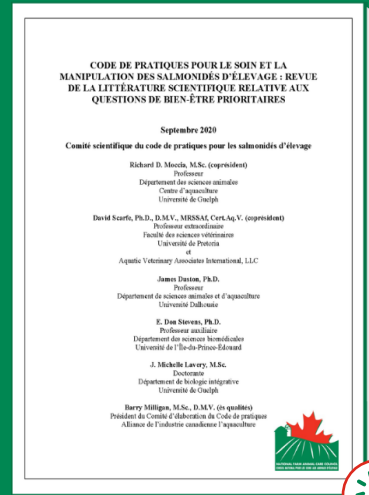 CODE DE PRATIQUES POUR LE SOIN ET LA
MANIPULATION DES SALMONIDÉS D'ÉLEVAGE : REVUE
DE LA LITTÉRATURE SCIENTIFIQUE RELATIVE AUX
QUESTIONS DE BIEN-ÊTRE PRIORITAIRES
Septembre 2020
Comité scientifique du code de pratiques pour les salmonidés d'élevage
Richard D. Moccia, M.Sc. (coprésident)
Professeur
Département des sciences animales
Centre d'aquaculture
Université de Guelph
David Scarfe, Ph.D., D.M.V., MRSSAf, Cert.Aq.V. (coprésident)
Professeur extraordinaire
Faculté des sciences vétérinaires
Université de Pretoria
et
Aquatic Veterinary Associates International, LLC
James Duston, Ph.D.
Professeur
Département de sciences animales et d'aquaculture
Université Dalhousie
E. Don Stevens, Ph.D.
Professeur auxiliaire
Département des sciences biomédicales
Université de l'Île-du-Prince-Édouard
J. Michelle Lavery, M.Sc.
Doctorante
Département de biologie intégrative
Université de Guelph
Barry Milligan, M.Sc., D.M.V. (ès qualités)
Président du Comité d'élaboration du Code de pratiques
Alliance de l'industrie canadienne l'aquaculture